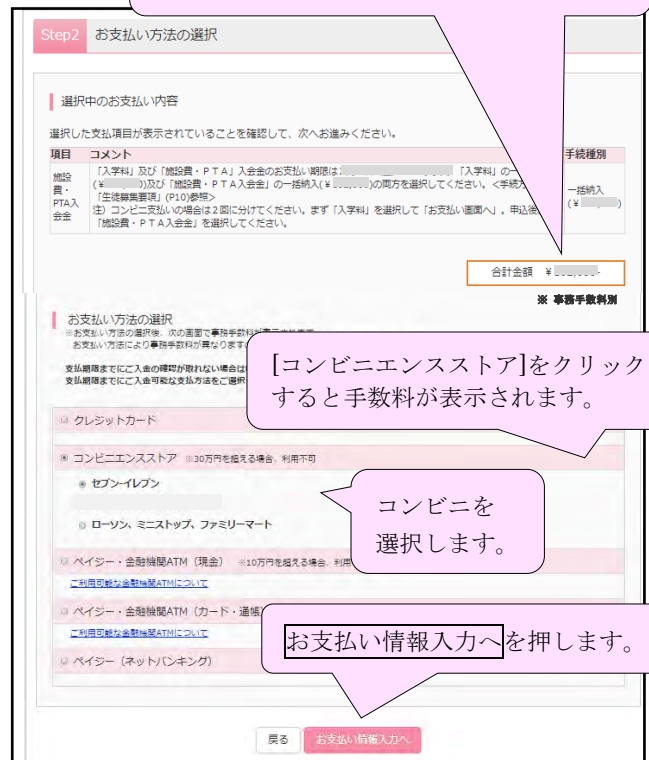 Step2 お支払い方法の選択
選択中のお支払い内容
選択した支払項目が表示されていることを確認して、次へお進みください。
項目 コメント 手続種別
施設費・PTA入会金
「入学料」及び「施設費・PTA」入会金のお支払い期限は 「入学料」の一
(¥ )及び「施設費・PTA入会金」の一括納入(¥ )の両方を選択してください。<手続方
「生徒募集要項」(P10)参照>
注)コンビニ支払いの場合は2回に分けてください。まず「入学料」を選択して「お支払い画面へ」。申込後
「施設費・PTA入会金」を選択してください。
一括納入
(¥ )
合計金額 ¥
※ 事務手数料別
お支払い方法の選択
※お支払い方法の選択後、次の画面で事務手数料が
お支払い方法により事務手数料が異なります
支払期限までにご入金の確認が取れない場合は
支払期限までにご入金可能な支払方法をご選択
[コンビニエンスストア]をクリック
すると手数料が表示されます。
クレジットカード
コンビニエンスストア ※30万円を超える場合、利用不可
セブン-イレブン
ローソン、ミニストップ、ファミリーマート
コンビニを
選択します。
ペイジー・金融機関ATM(現金) ※10万円を超える場合、利用
ご利用可能な金融機関ATMについて
ペイジー・金融機関ATM(カード・通帳)
ご利用可能な金融機関ATMについて
お支払い情報入力へを押します。
ペイジー(ネットバンキング)
戻る お支払い情報入力へ